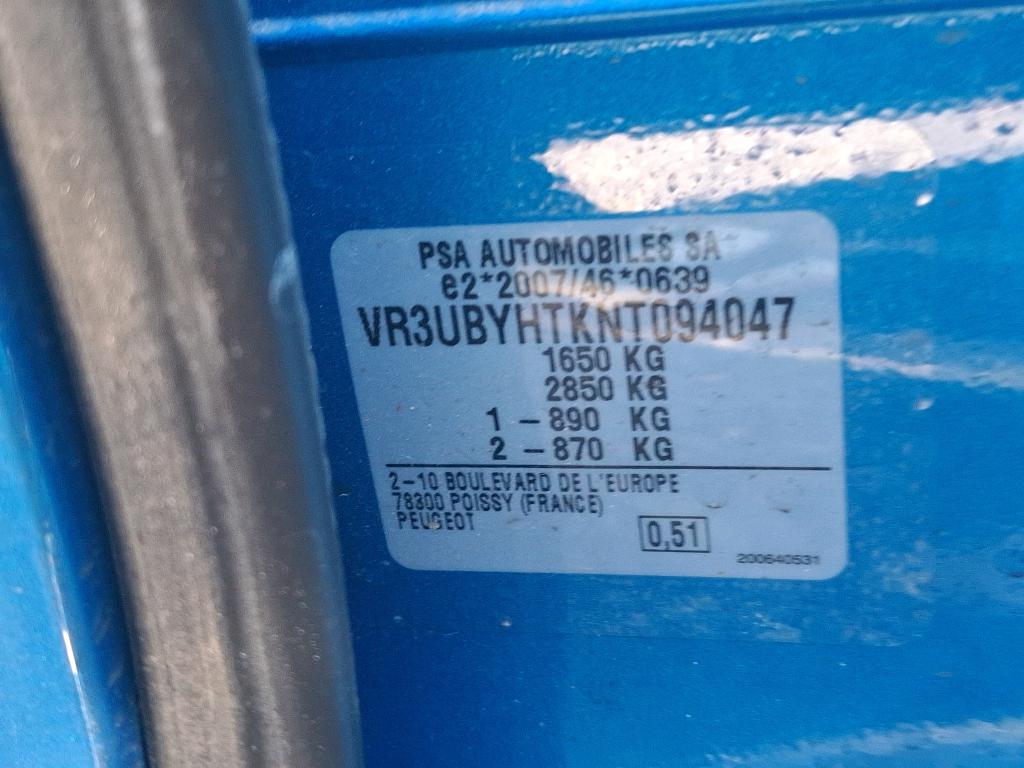 PSA AUTOMOBILES SA
e2*2007/46*0639
VR3UBYHTKNT094047
1650 KG
2850 KG
1 – 890 KG
2 – 870 KG
2–10 BOULEVARD DE L'EUROPE
78300 POISSY (FRANCE)
PEUGEOT
0,51
200640531